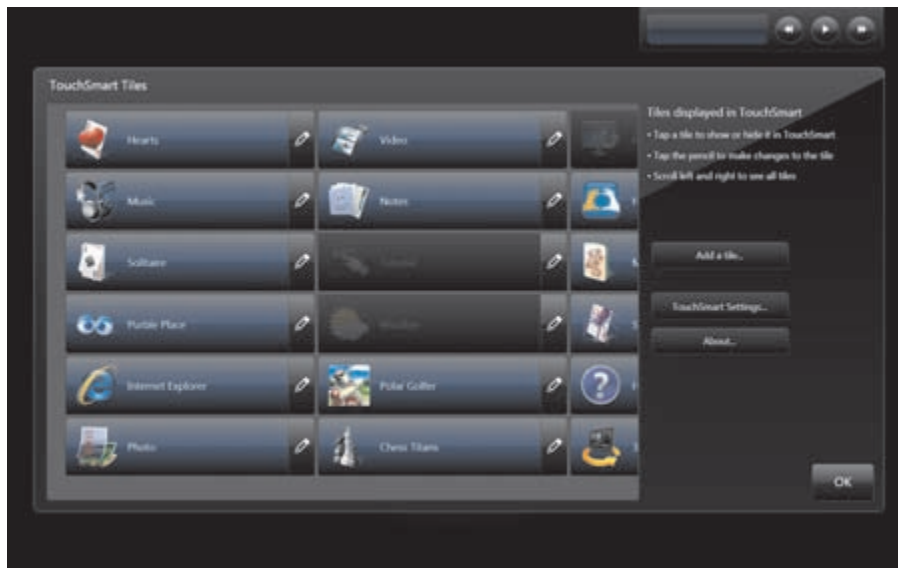 TouchSmart Tiles
Hearts
Video
Music
Notes
Solitaire
Purble Place
Weather
Internet Explorer
Polar Golfer
Photo
Chess Titans
Tiles displayed in TouchSmart
• Tap a tile to show or hide it in TouchSmart
• Tap the pencil to make changes to the tile
• Scroll left and right to see all tiles
Add a tile...
TouchSmart Settings...
About...
OK